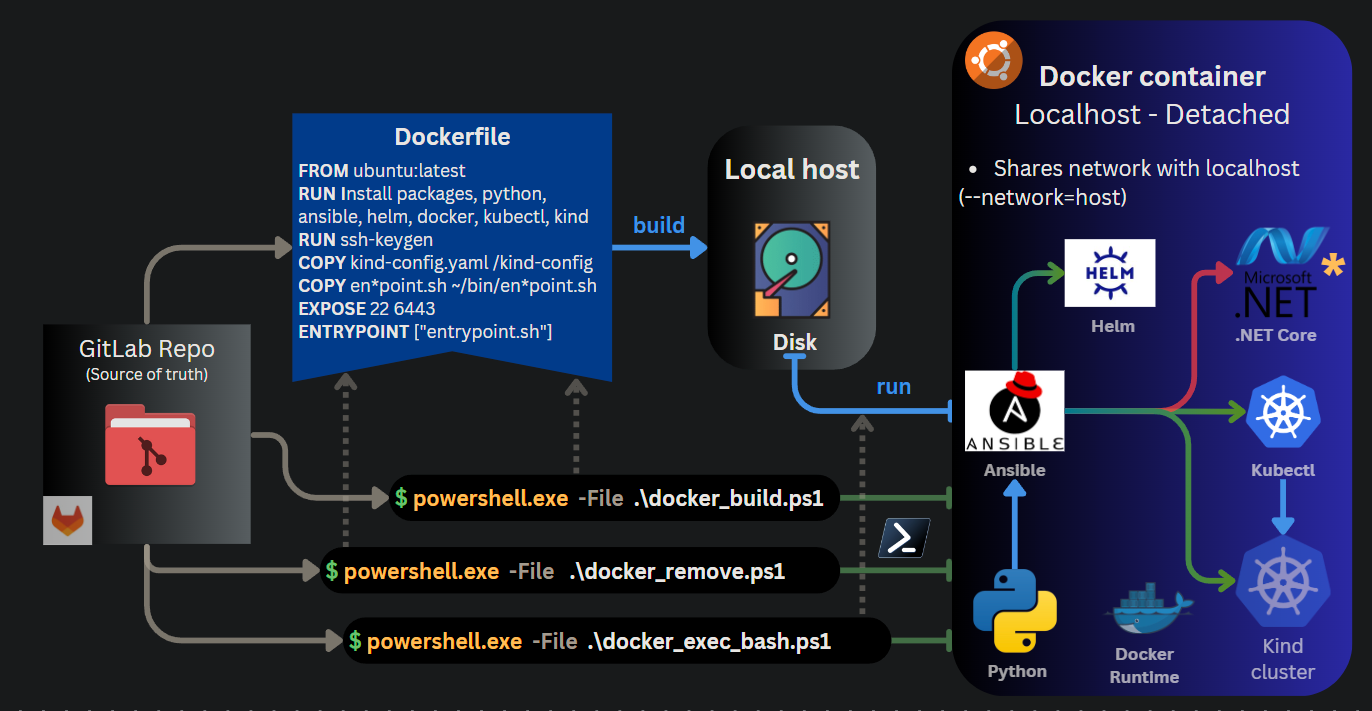 Docker container
Localhost - Detached
• Shares network with localhost
(--network=host)
Dockerfile
FROM ubuntu:latest
RUN Install packages, python,
ansible, helm, docker, kubectl, kind
RUN ssh-keygen
COPY kind-config.yaml /kind-config
COPY en*point.sh ~/bin/en*point.sh
EXPOSE 22 6443
ENTRYPOINT ["entrypoint.sh"]
build
Local host
Disk
run
GitLab Repo
(Source of truth)
$ powershell.exe -File .\docker_build.ps1
$ powershell.exe -File .\docker_remove.ps1
$ powershell.exe -File .\docker_exec_bash.ps1
HELM
Helm
Microsoft
.NET
*
.NET Core
ANSIBLE
Ansible
Kubectl
Python
Docker
Runtime
Kind
cluster